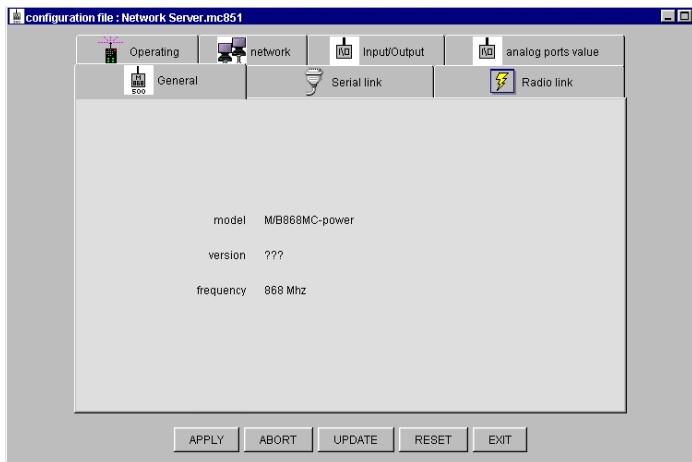 configuration file : Network Server.mc851
Operating network Input/Output analog ports value
General Serial link Radio link
model M/B868MC-power
version ???
frequency 868 Mhz
APPLY ABORT UPDATE RESET EXIT